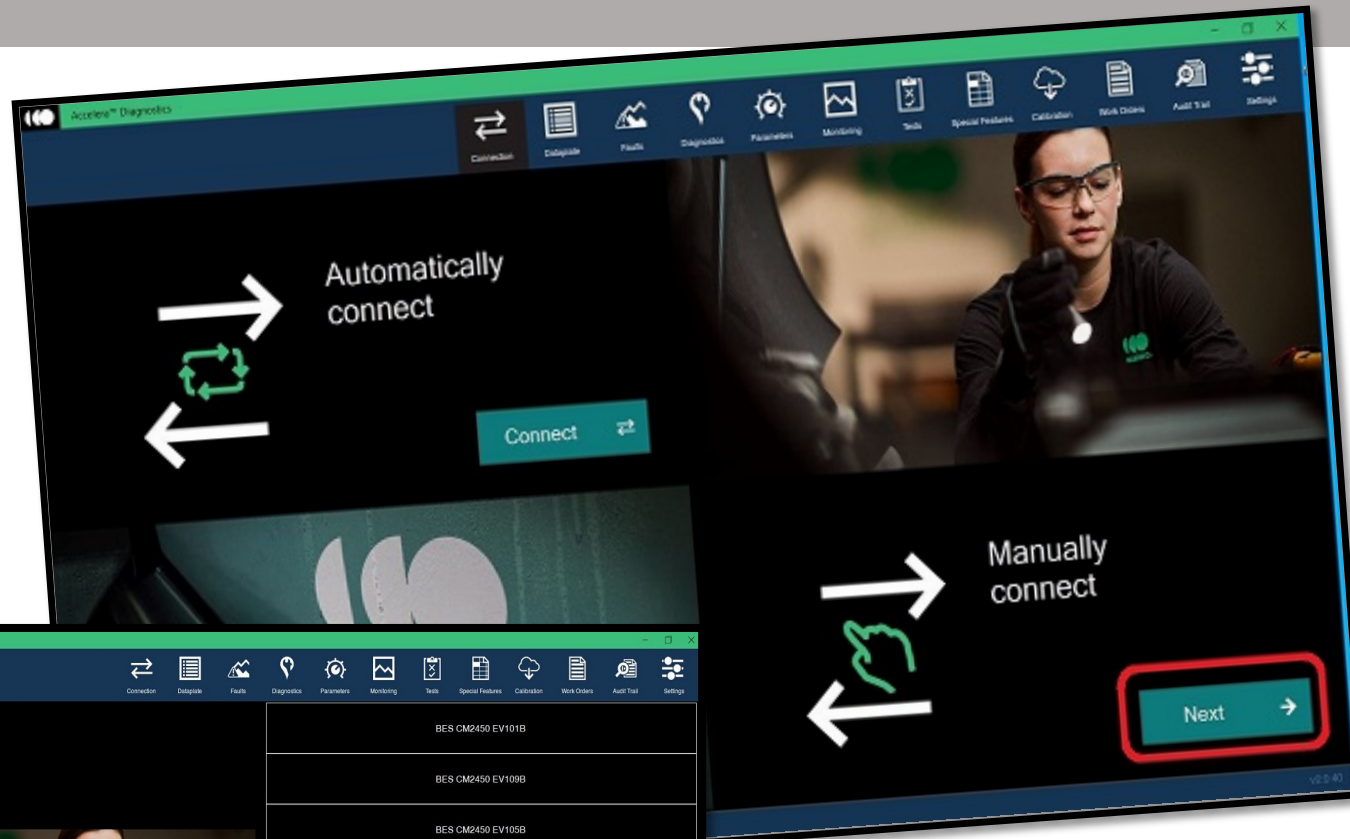 Accelera™ Diagnostics
Connection
Dataplate
Faults
Diagnostics
Parameters
Monitoring
Tests
Special Features
Calibration
Work Orders
Audit Trail
Settings
Automatically
connect
Connect
Manually
connect
Next
v2.0.40
Connection
Dataplate
Faults
Diagnostics
Parameters
Monitoring
Tests
Special Features
Calibration
Work Orders
Audit Trail
Settings
BES CM2450 EV101B
BES CM2450 EV109B
BES CM2450 EV105B